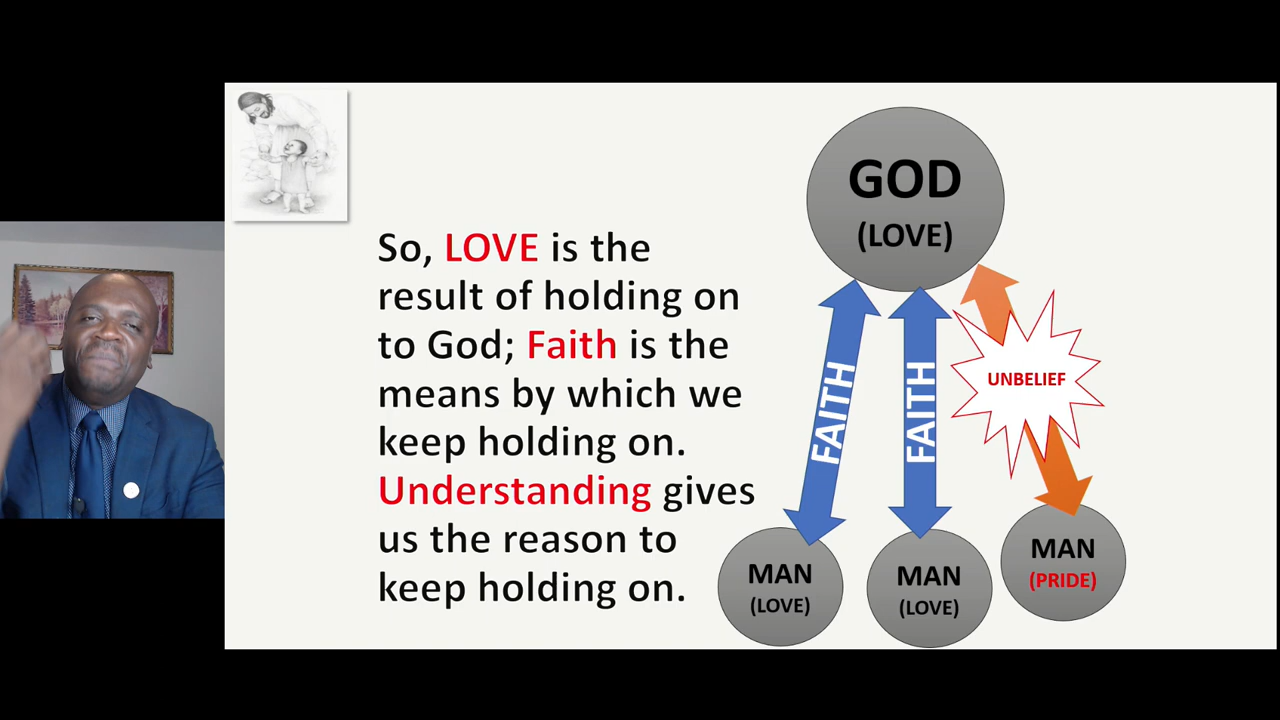 So, LOVE is the
result of holding on
to God; Faith is the
means by which we
keep holding on.
Understanding gives
us the reason to
keep holding on.
GOD
(LOVE)
FAITH
FAITH
UNBELIEF
MAN
(LOVE)
MAN
(LOVE)
MAN
(PRIDE)